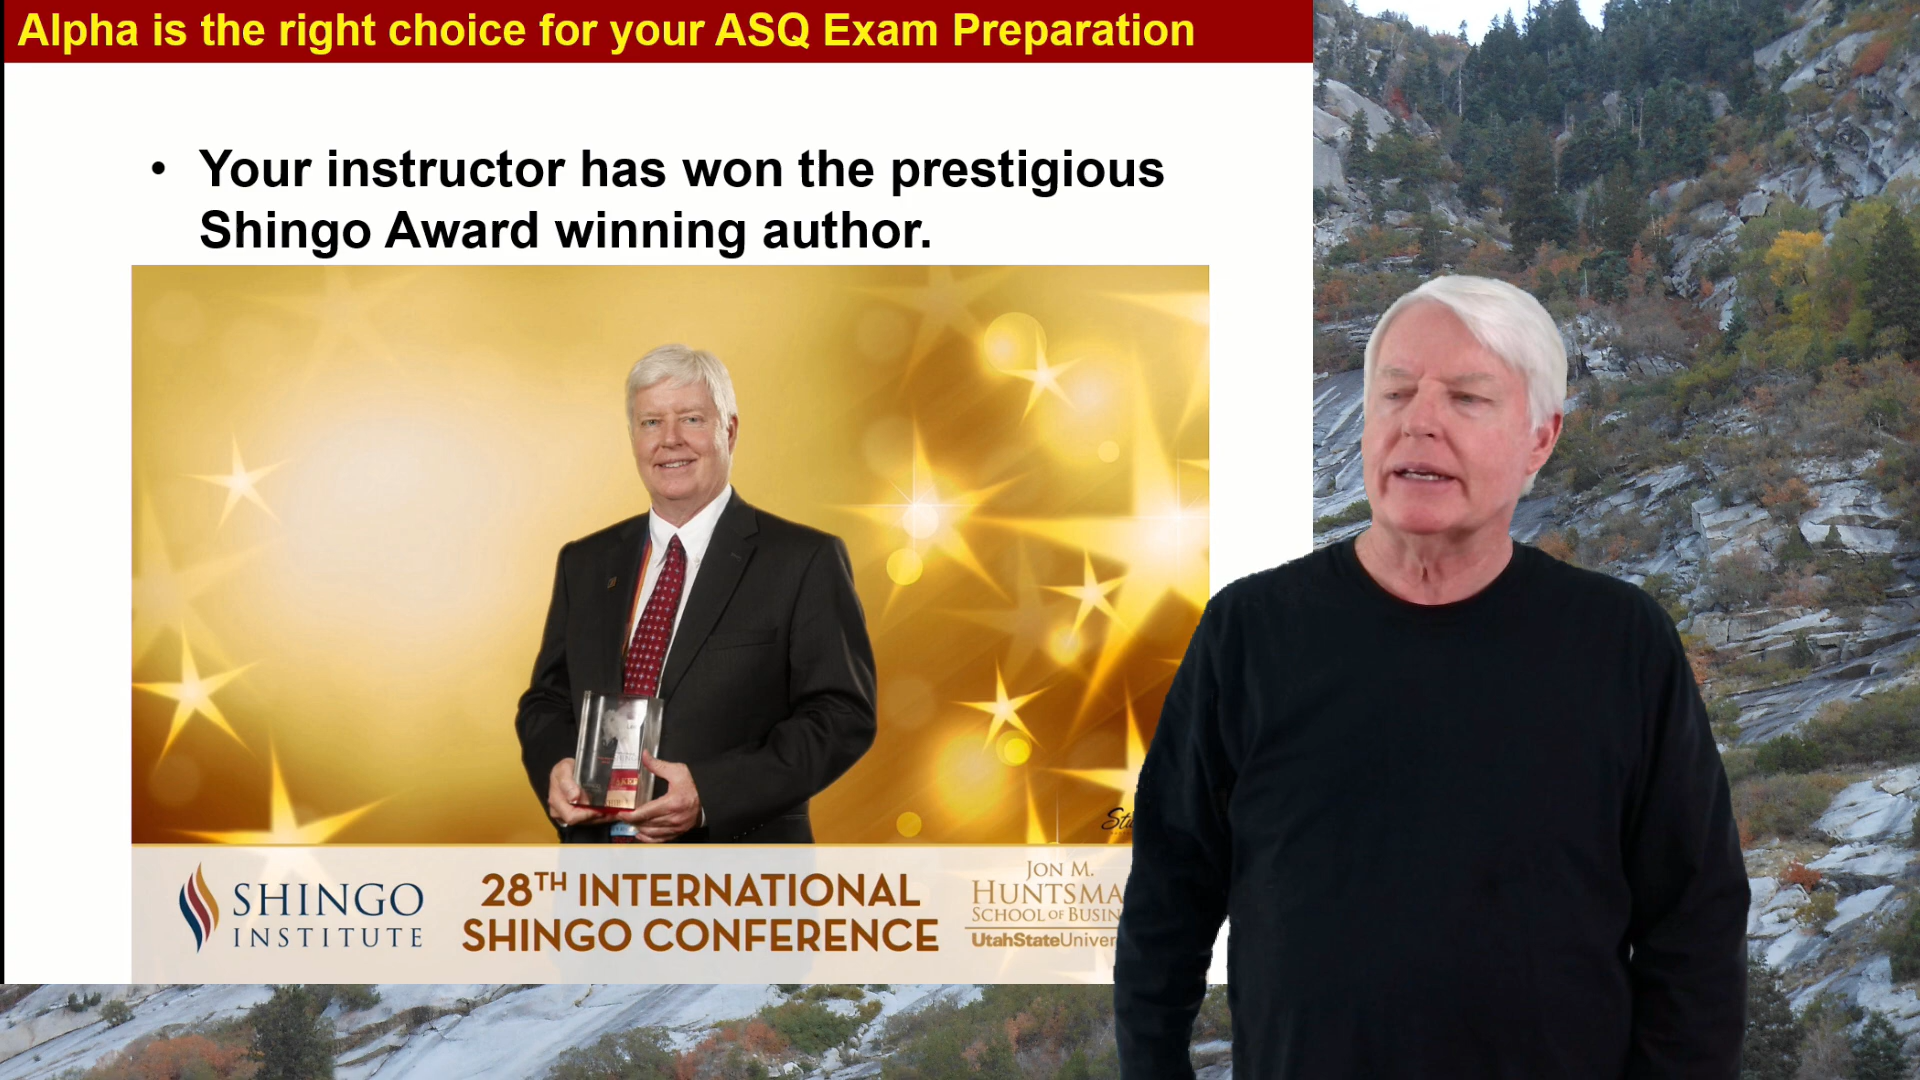 Alpha is the right choice for your ASQ Exam Preparation
• Your instructor has won the prestigious
Shingo Award winning author.
SHINGO
INSTITUTE
28TH INTERNATIONAL
SHINGO CONFERENCE
JON M.
HUNTSMA
SCHOOL OF BUSIN
UtahStateUniver